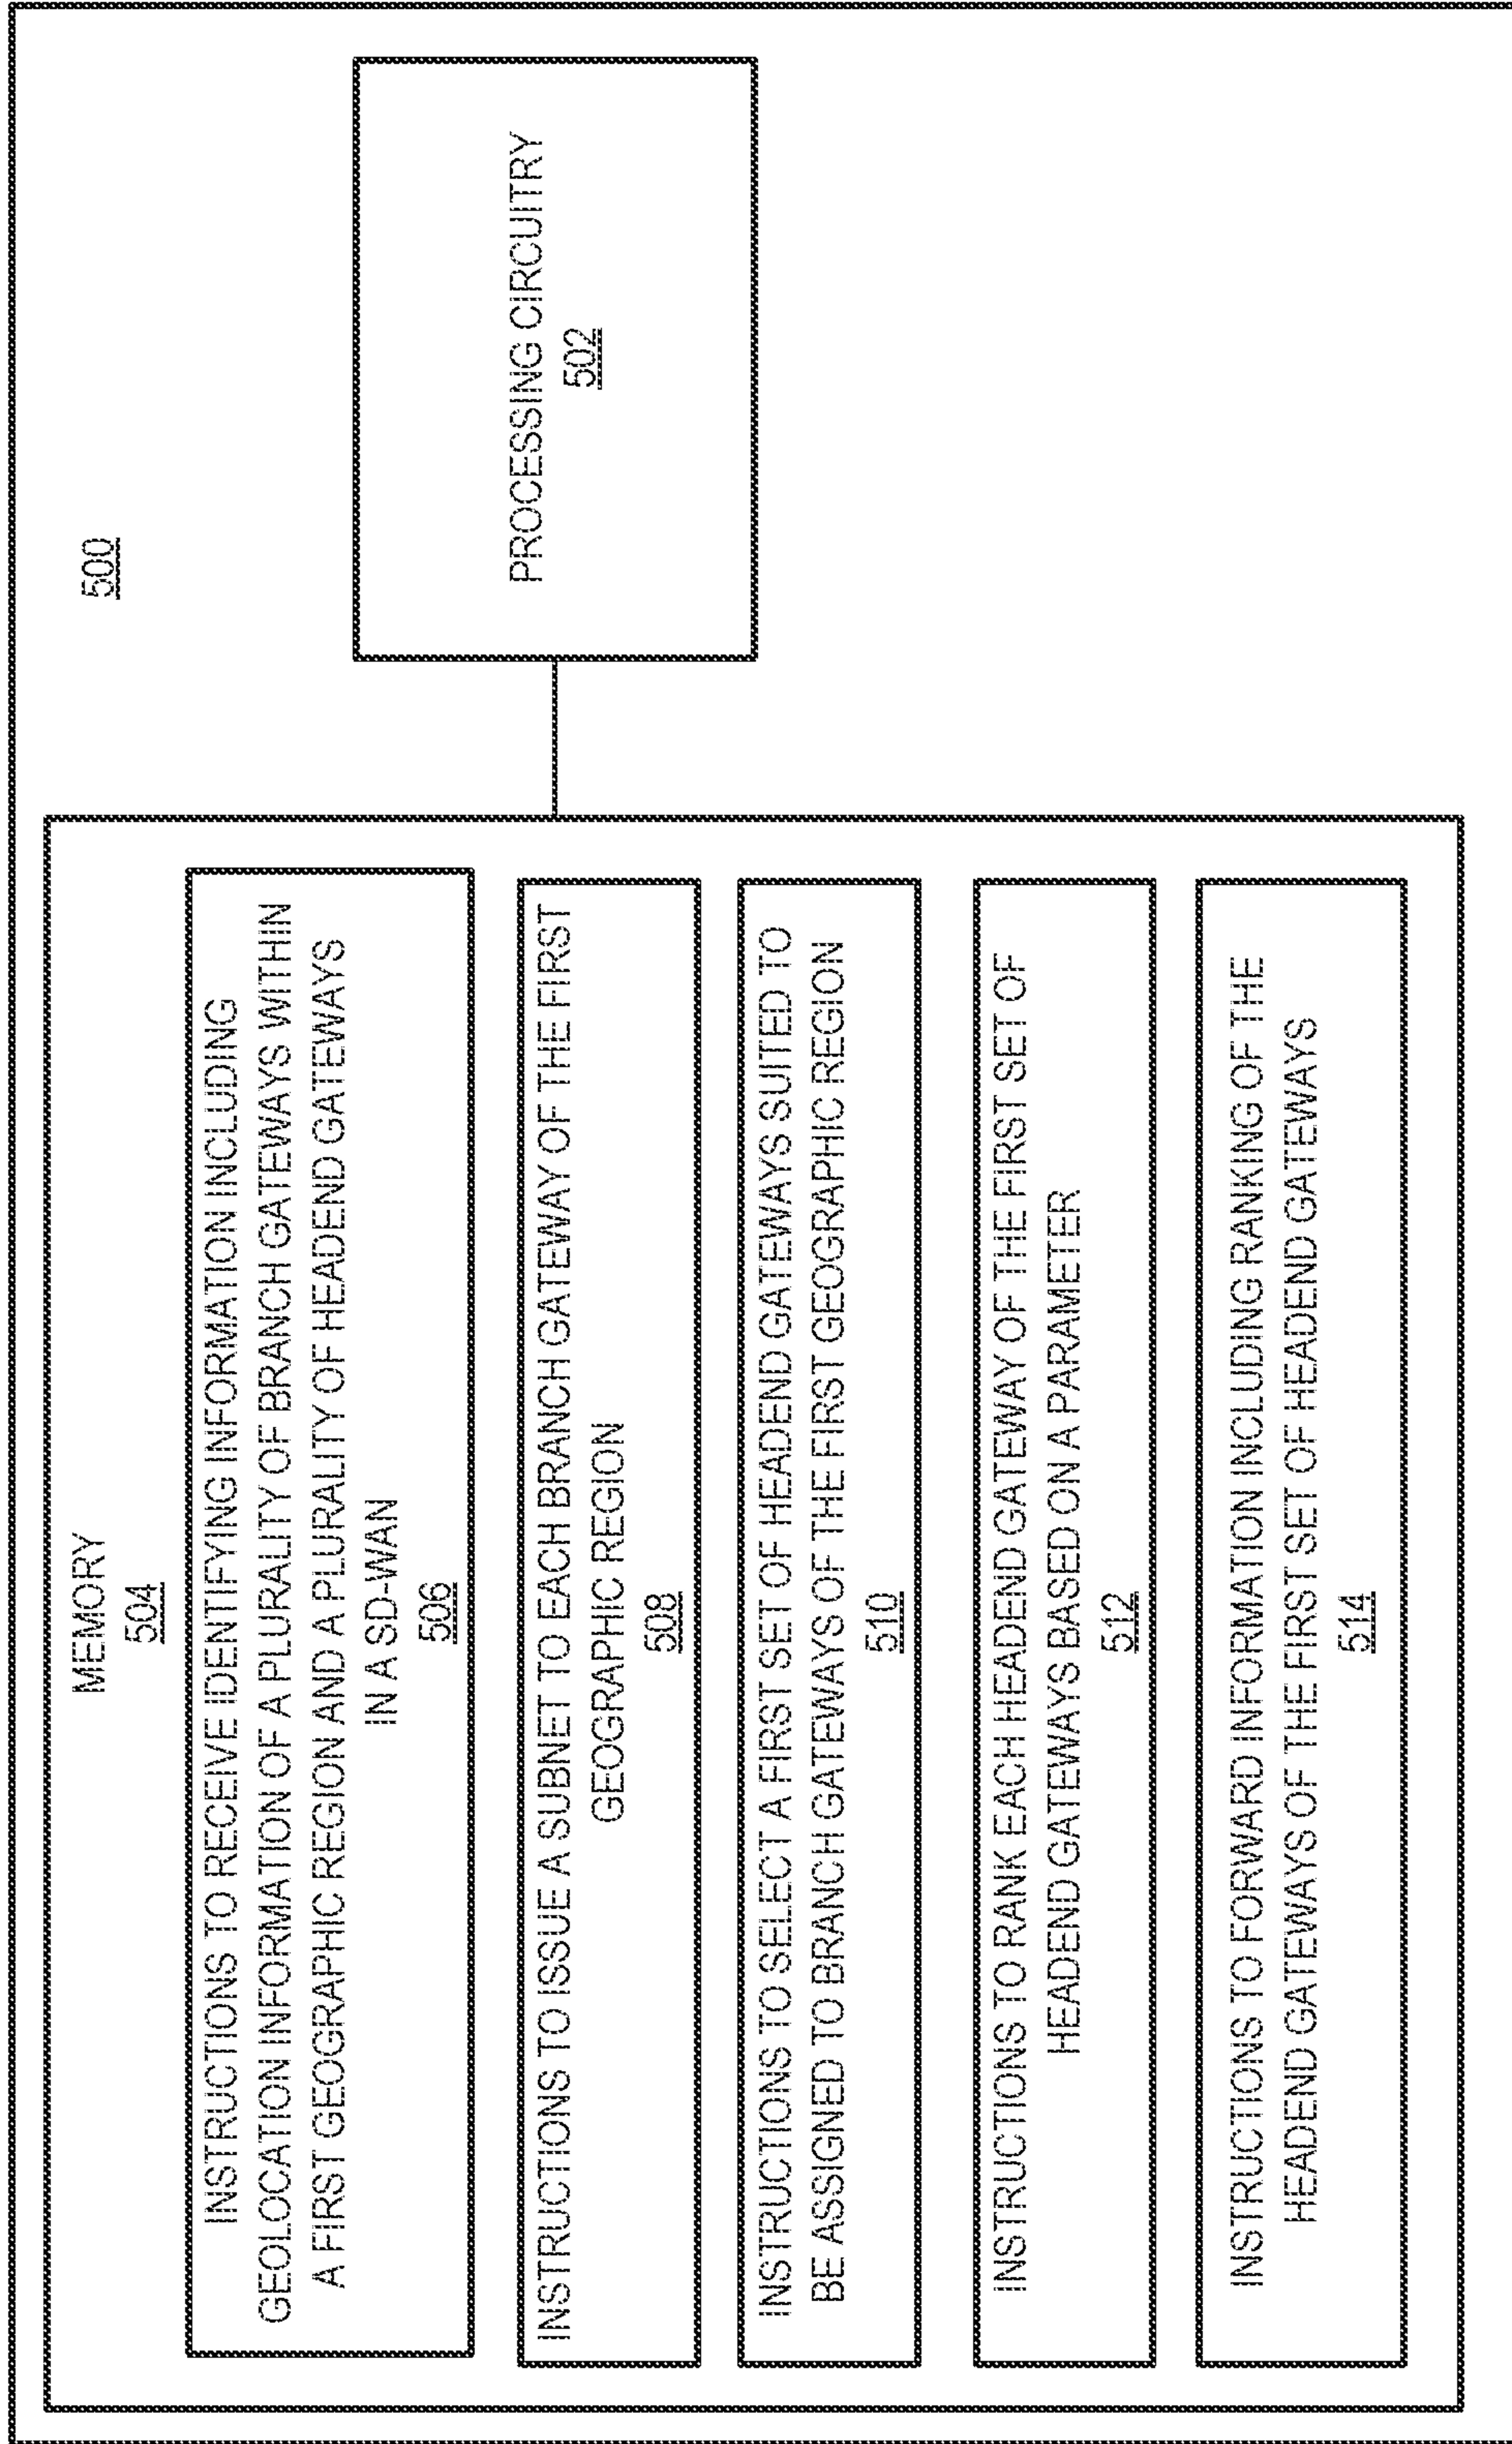 500
MEMORY
504
INSTRUCTIONS TO RECEIVE IDENTIFYING INFORMATION INCLUDING
GEOLOCATION INFORMATION OF A PLURALITY OF BRANCH GATEWAYS WITHIN
A FIRST GEOGRAPHIC REGION AND A PLURALITY OF HEADEND GATEWAYS
IN A SD-WAN
506
INSTRUCTIONS TO ISSUE A SUBNET TO EACH BRANCH GATEWAY OF THE FIRST
GEOGRAPHIC REGION
508
INSTRUCTIONS TO SELECT A FIRST SET OF HEADEND GATEWAYS SUITED TO
BE ASSIGNED TO BRANCH GATEWAYS OF THE FIRST GEOGRAPHIC REGION
510
INSTRUCTIONS TO RANK EACH HEADEND GATEWAY OF THE FIRST SET OF
HEADEND GATEWAYS BASED ON A PARAMETER
512
INSTRUCTIONS TO FORWARD INFORMATION INCLUDING RANKING OF THE
HEADEND GATEWAYS OF THE FIRST SET OF HEADEND GATEWAYS
514
PROCESSING CIRCUITRY
502